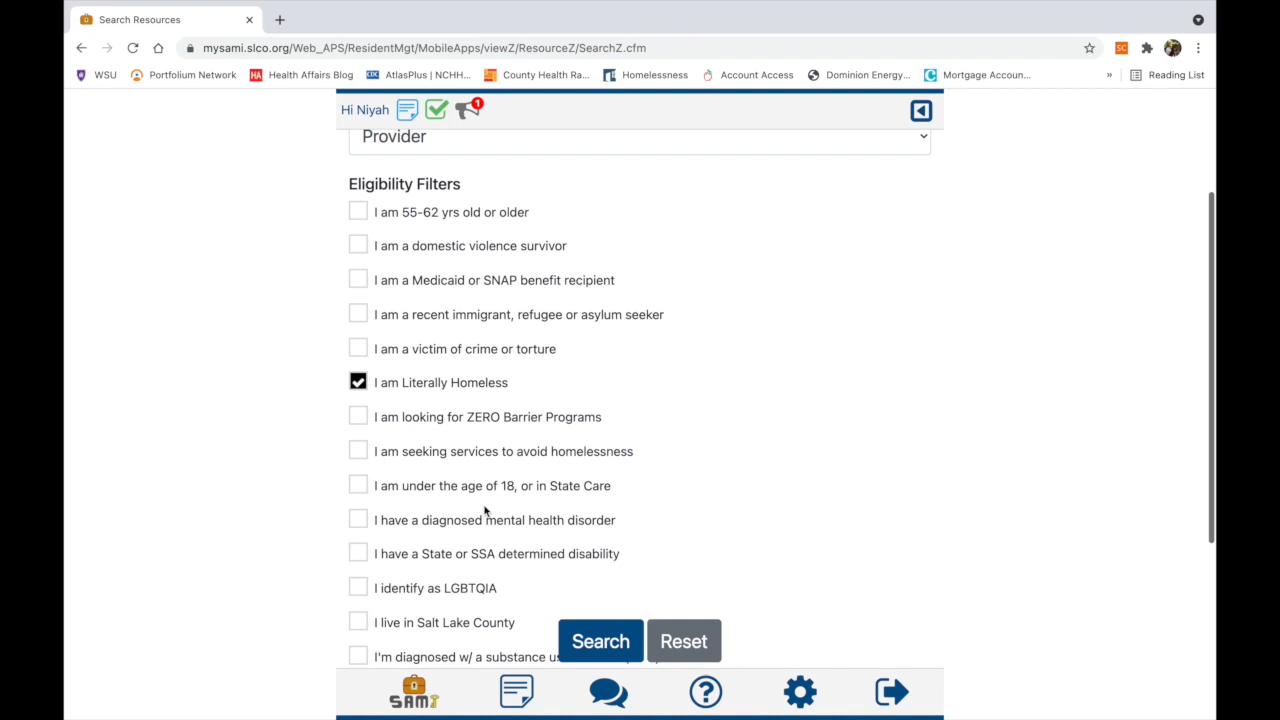 Search Resources
mysami.slco.org/Web_APS/ResidentMgt/MobileApps/viewZ/ResourceZ/SearchZ.cfm
SC
WSU Portfolium Network HA Health Affairs Blog CDC AtlasPlus | NCHH... County Health Ra... Homelessness Account Access Dominion Energy... Mortgage Accoun... » Reading List
Hi Niyah 1
Provider
Eligibility Filters
I am 55-62 yrs old or older
I am a domestic violence survivor
I am a Medicaid or SNAP benefit recipient
I am a recent immigrant, refugee or asylum seeker
I am a victim of crime or torture
I am Literally Homeless
I am looking for ZERO Barrier Programs
I am seeking services to avoid homelessness
I am under the age of 18, or in State Care
I have a diagnosed mental health disorder
I have a State or SSA determined disability
I identify as LGBTQIA
I live in Salt Lake County
Search Reset
I'm diagnosed w/ a substance
SAMI